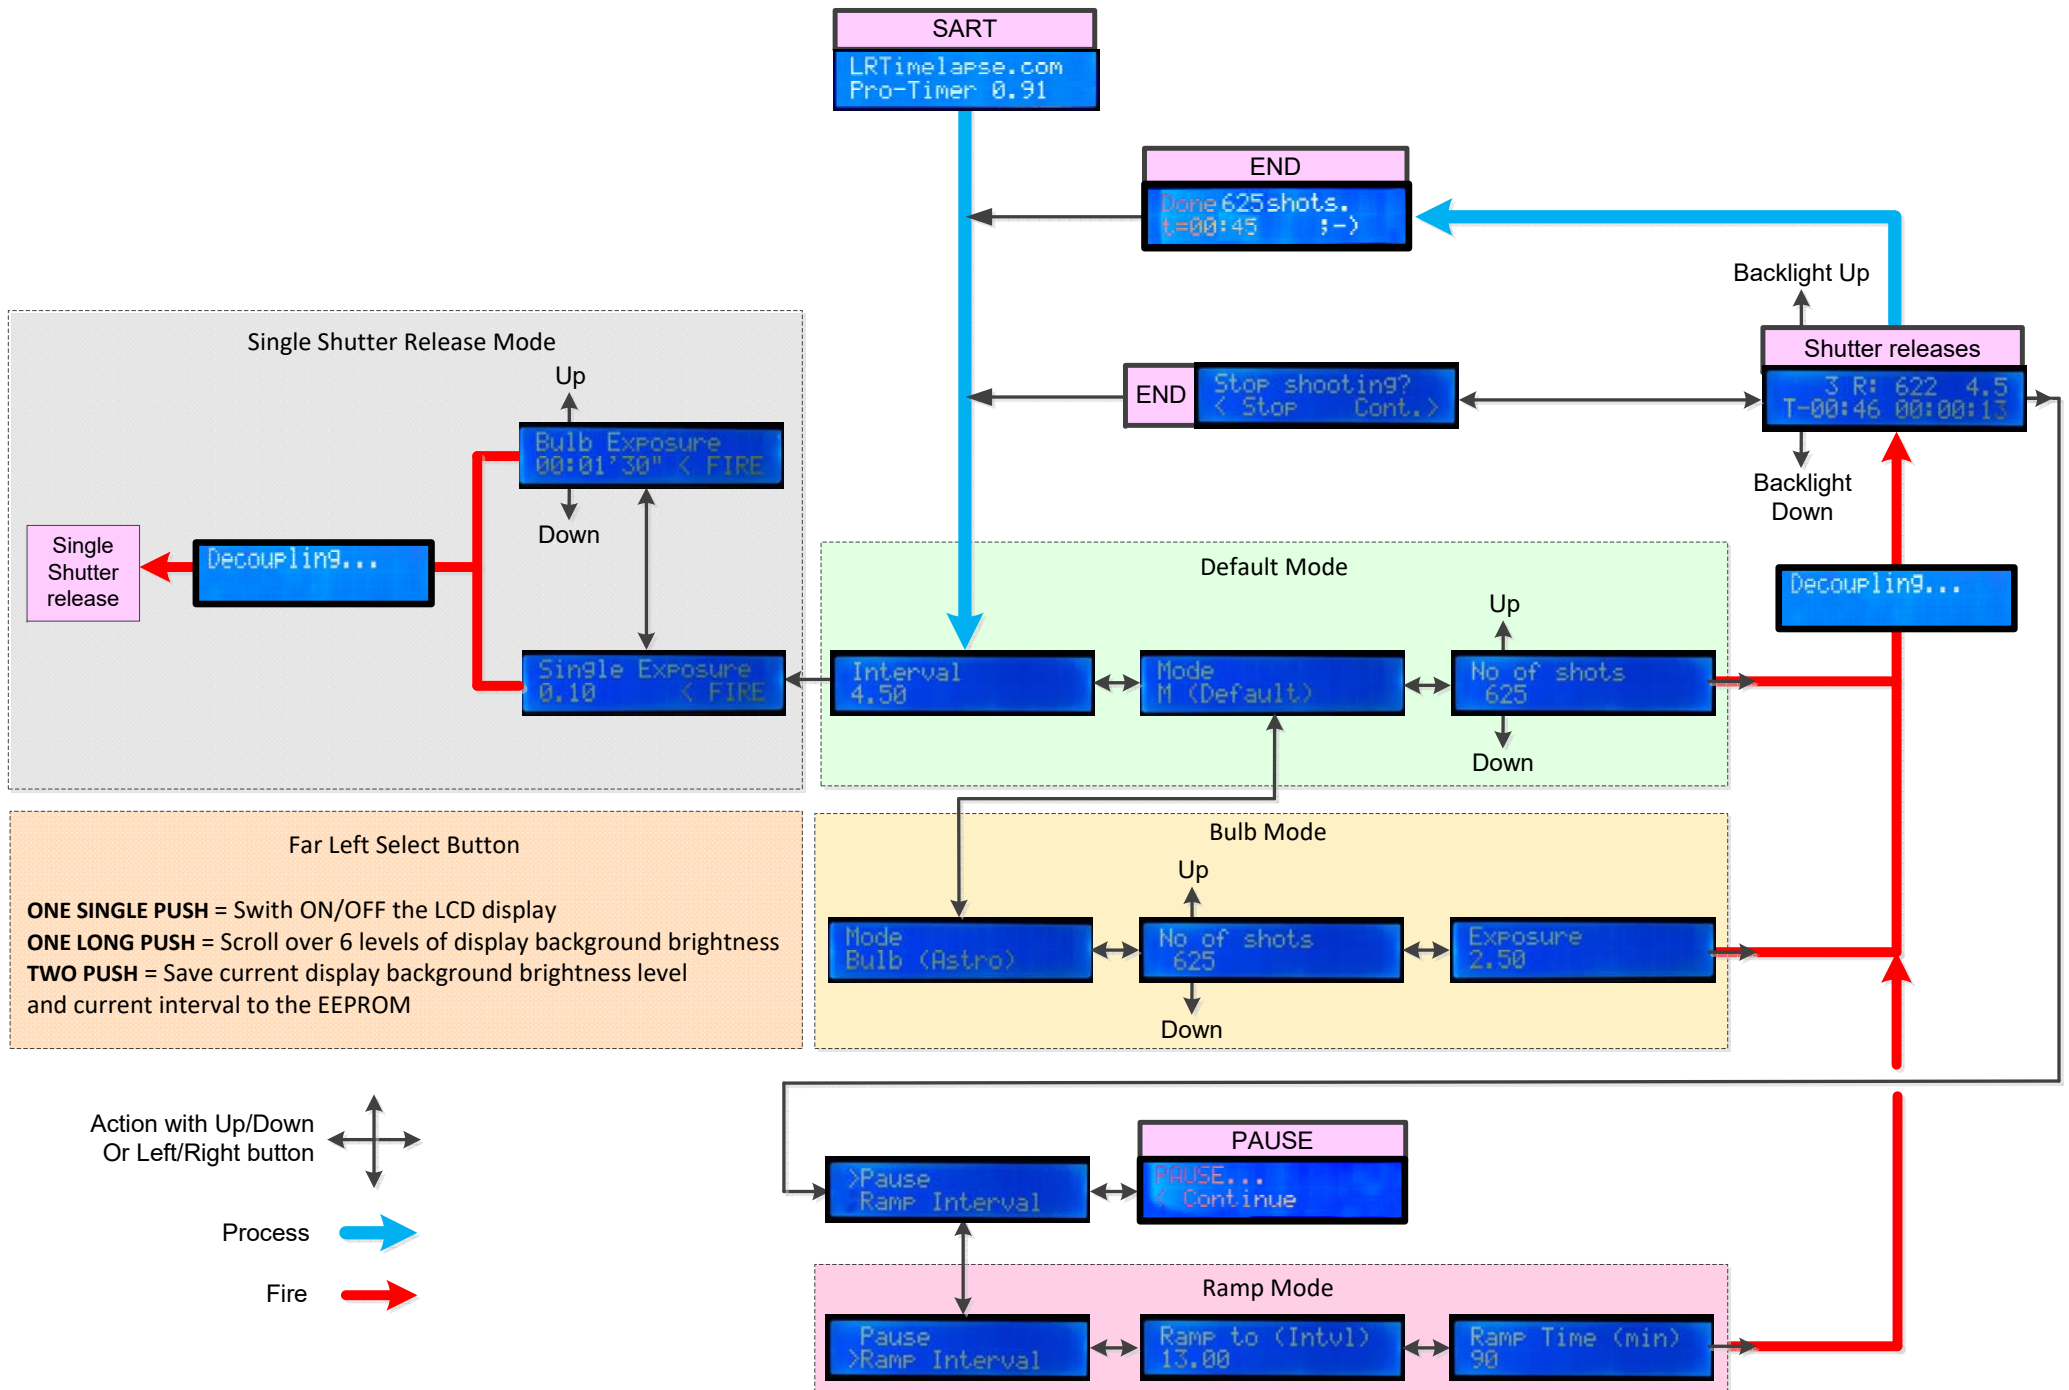 SART
LRTimelapse.com
Pro-Timer 0.91
END
Done 625 shots.
t=00:45 ;-)
Backlight Up
Shutter releases
3 R: 622 4.5
T-00:46 00:00:13
Backlight
Down
END
Stop shooting?
< Stop Cont.>
Single Shutter Release Mode
Up
Bulb Exposure
00:01'30" < FIRE
Down
Single
Shutter
release
Decoupling...
Single Exposure
0.10 < FIRE
Default Mode
Decoupling...
Interval
4.50
Mode
M (Default)
Up
No of shots
625
Down
Far Left Select Button
ONE SINGLE PUSH = Swith ON/OFF the LCD display
ONE LONG PUSH = Scroll over 6 levels of display background brightness
TWO PUSH = Save current display background brightness level
and current interval to the EEPROM
Bulb Mode
Mode
Bulb (Astro)
Up
No of shots
625
Down
Exposure
2.50
Action with Up/Down
Or Left/Right button
Process
Fire
>Pause
Ramp Interval
PAUSE
PAUSE...
< Continue
Ramp Mode
Pause
>Ramp Interval
Ramp to (Intvl)
13.00
Ramp Time (min)
90